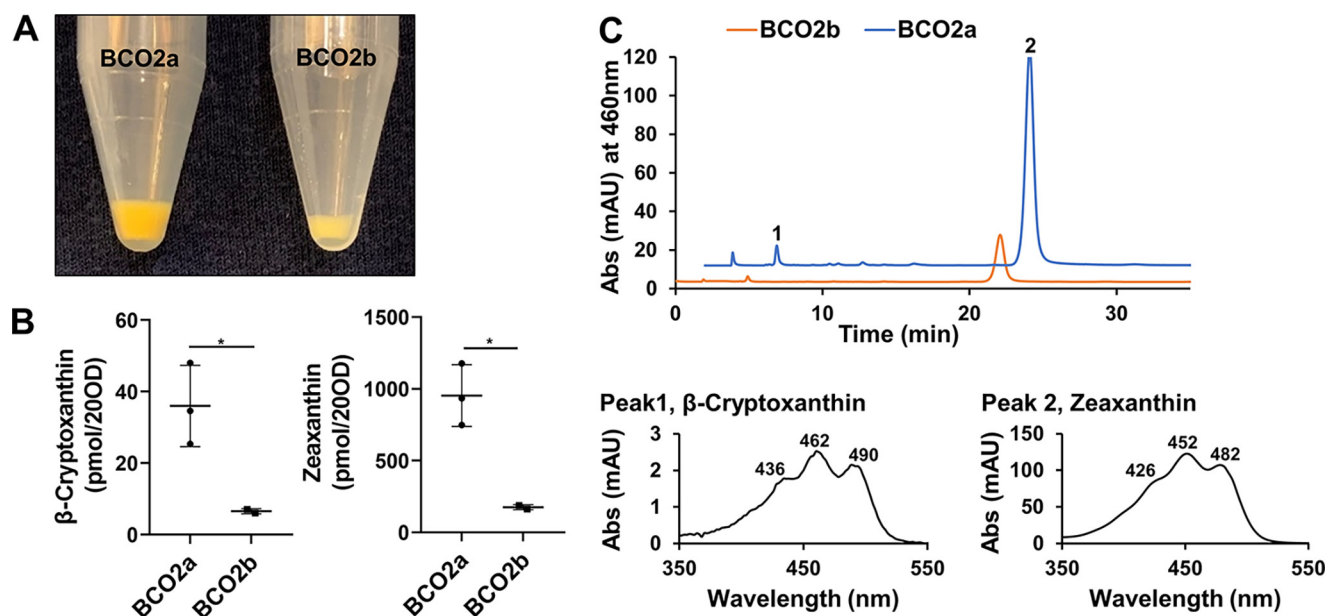 A
BCO2a
BCO2b
B
β-Cryptoxanthin
(pmol/20OD)
60
40
20
0
*
BCO2a
BCO2b
Zeaxanthin
(pmol/20OD)
1500
1000
500
0
*
BCO2a
BCO2b
C
BCO2b
BCO2a
Abs (mAU) at 460nm
120
100
80
60
40
20
0
1
2
0
10
20
30
Time (min)
Peak1, β-Cryptoxanthin
Abs (mAU)
3
2
1
0
436
462
490
350
450
550
Wavelength (nm)
Peak 2, Zeaxanthin
Abs (mAU)
150
100
50
0
426
452
482
350
450
550
Wavelength (nm)